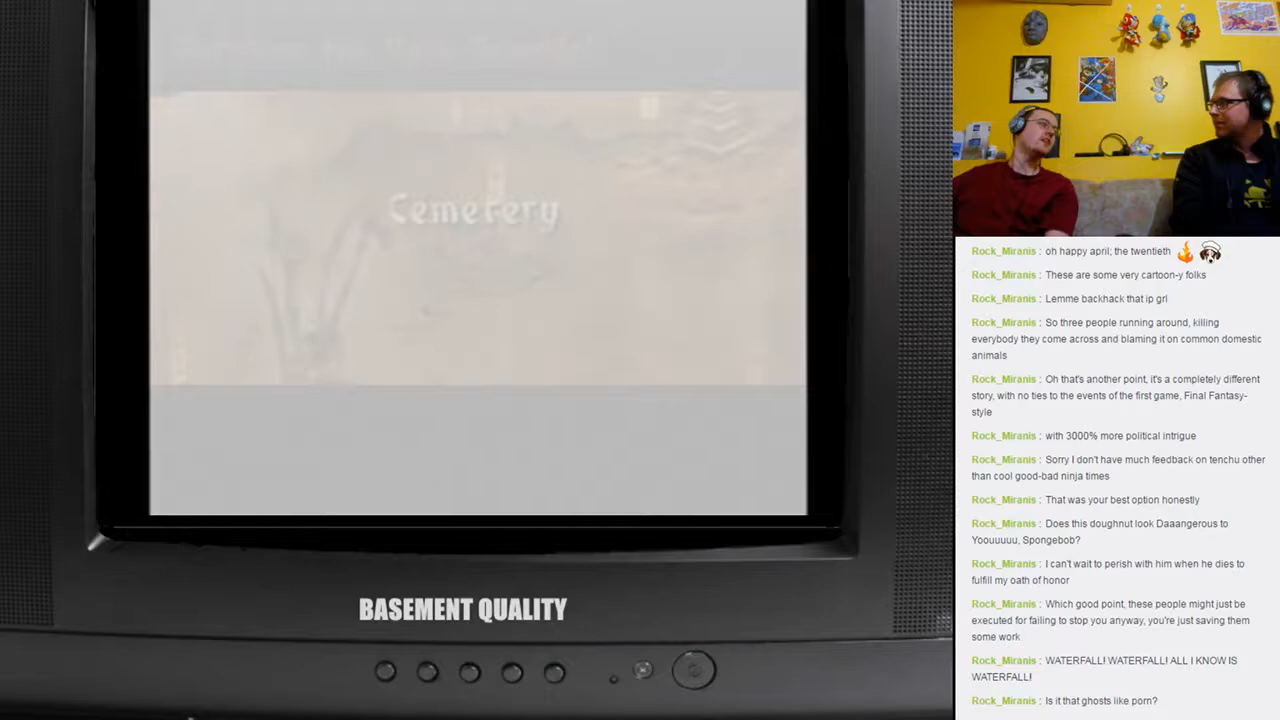 Cemetery
BASEMENT QUALITY
Rock_Miranis : oh happy april; the twentieth
Rock_Miranis : These are some very cartoon-y folks
Rock_Miranis : Lemme backhack that ip grl
Rock_Miranis : So three people running around, killing
everybody they come across and blaming it on common domestic
animals
Rock_Miranis : Oh that's another point, it's a completely different
story, with no ties to the events of the first game, Final Fantasy-
style
Rock_Miranis : with 3000% more political intrigue
Rock_Miranis : Sorry I don't have much feedback on tenchu other
than cool good-bad ninja times
Rock_Miranis : That was your best option honestly
Rock_Miranis : Does this doughnut look Daaangerous to
Yoouuuuu, Spongebob?
Rock_Miranis : I can't wait to perish with him when he dies to
fulfill my oath of honor
Rock_Miranis : Which good point, these people might just be
executed for failing to stop you anyway, you're just saving them
some work
Rock_Miranis : WATERFALL! WATERFALL! ALL I KNOW IS
WATERFALL!
Rock_Miranis : Is it that ghosts like porn?